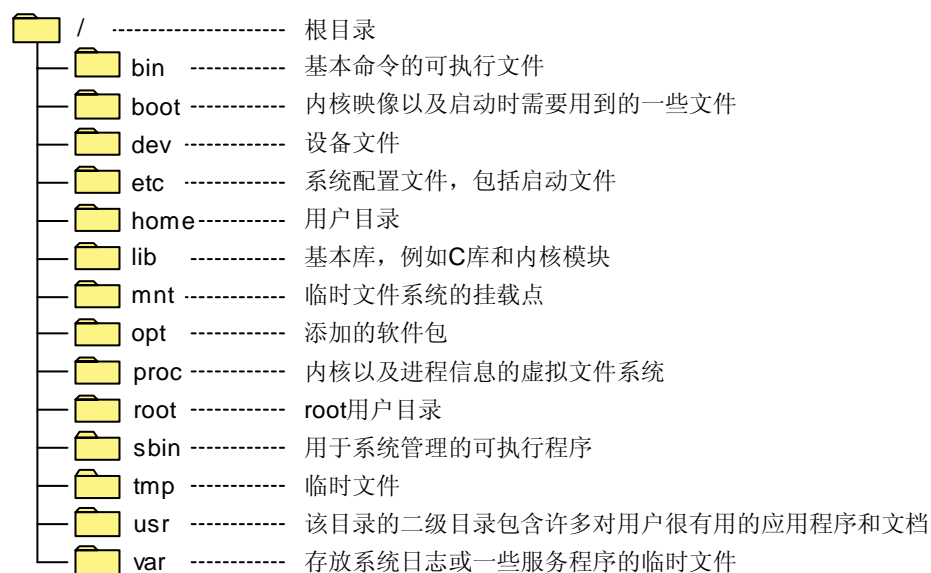 / 根目录
bin 基本命令的可执行文件
boot 内核映像以及启动时需要用到的一些文件
dev 设备文件
etc 系统配置文件，包括启动文件
home 用户目录
lib 基本库，例如C库和内核模块
mnt 临时文件系统的挂载点
opt 添加的软件包
proc 内核以及进程信息的虚拟文件系统
root root用户目录
sbin 用于系统管理的可执行程序
tmp 临时文件
usr 该目录的二级目录包含许多对用户很有用的应用程序和文档
var 存放系统日志或一些服务程序的临时文件